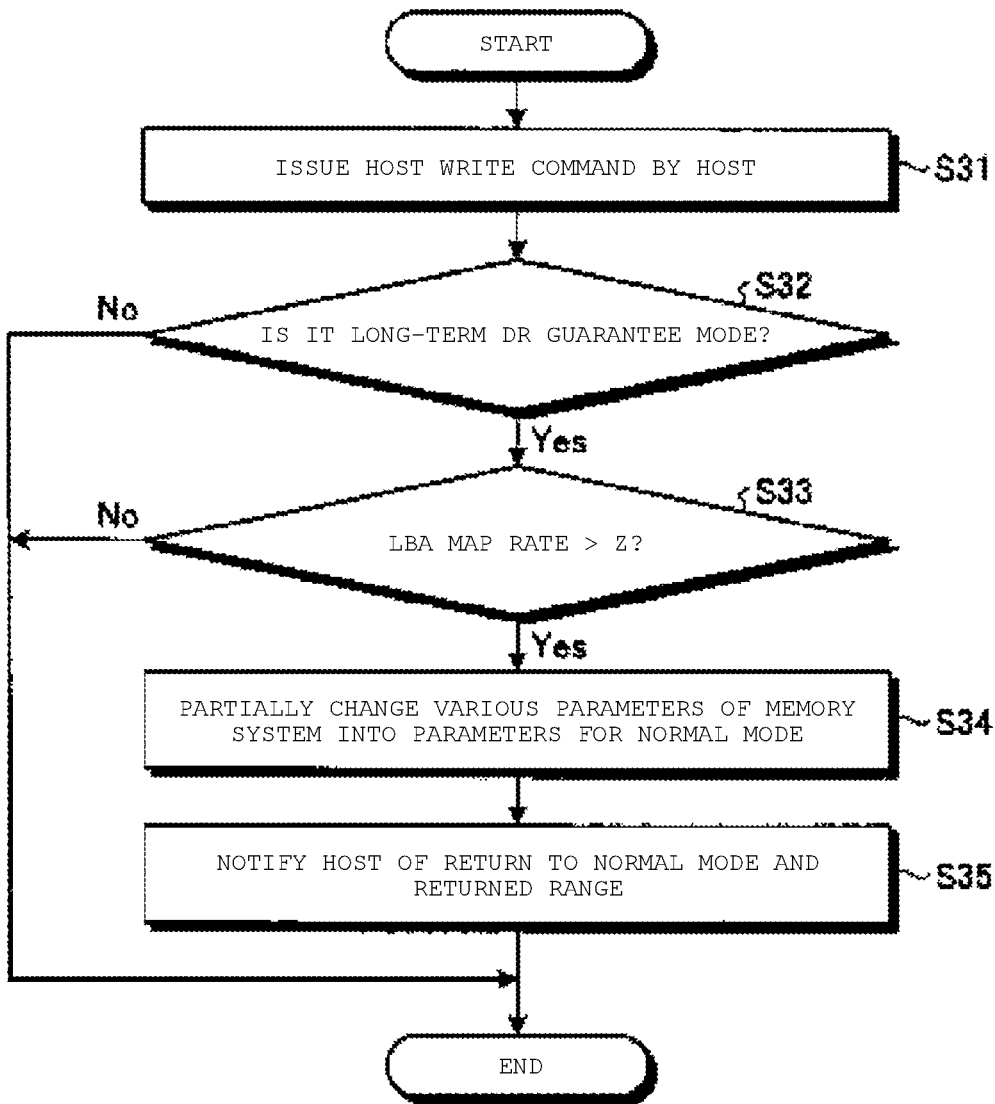 START
ISSUE HOST WRITE COMMAND BY HOST
S31
S32
No
IS IT LONG-TERM DR GUARANTEE MODE?
Yes
S33
No
LBA MAP RATE > Z?
Yes
PARTIALLY CHANGE VARIOUS PARAMETERS OF MEMORY
SYSTEM INTO PARAMETERS FOR NORMAL MODE
S34
NOTIFY HOST OF RETURN TO NORMAL MODE AND
RETURNED RANGE
S35
END